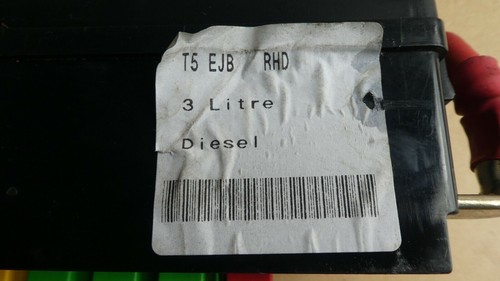 T5 EJB RHD
3 Litre
Diesel